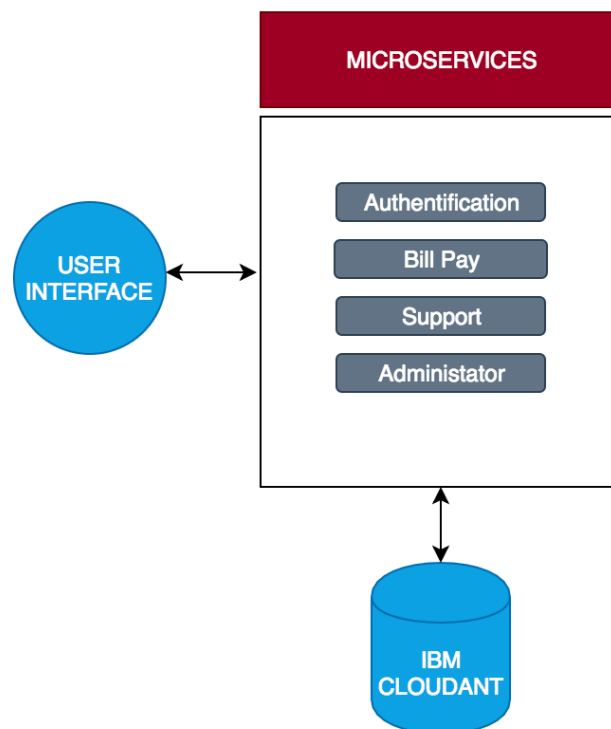 MICROSERVICES
Authentification
Bill Pay
Support
Administator
USER
INTERFACE
IBM
CLOUDANT